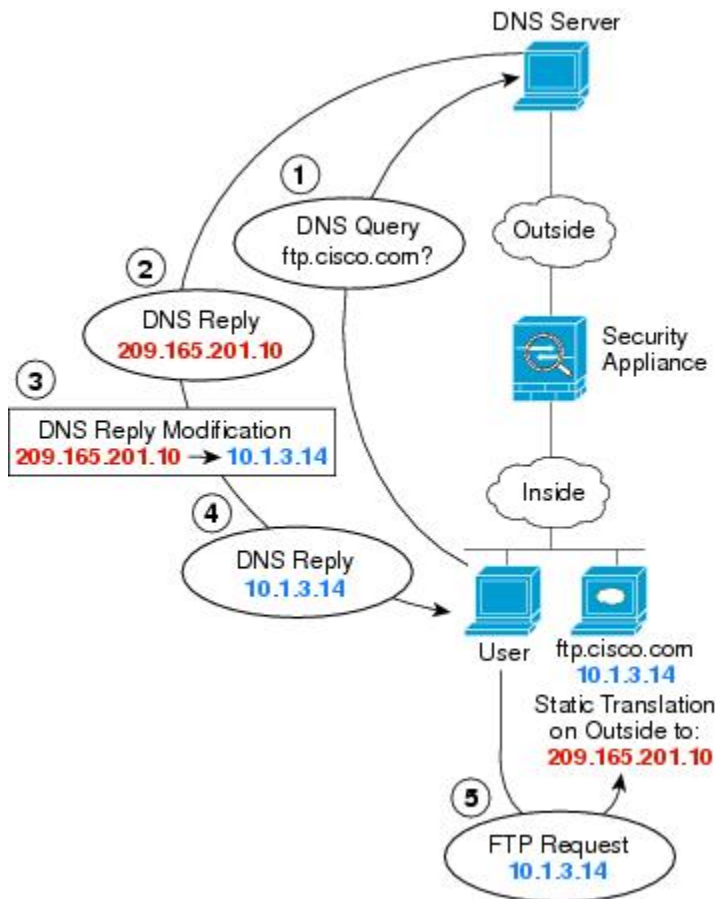 DNS Server
1
DNS Query
ftp.cisco.com?
Outside
2
DNS Reply
209.165.201.10
Security
Appliance
3
DNS Reply Modification
209.165.201.10 → 10.1.3.14
Inside
4
DNS Reply
10.1.3.14
User
ftp.cisco.com
10.1.3.14
Static Translation
on Outside to:
209.165.201.10
5
FTP Request
10.1.3.14